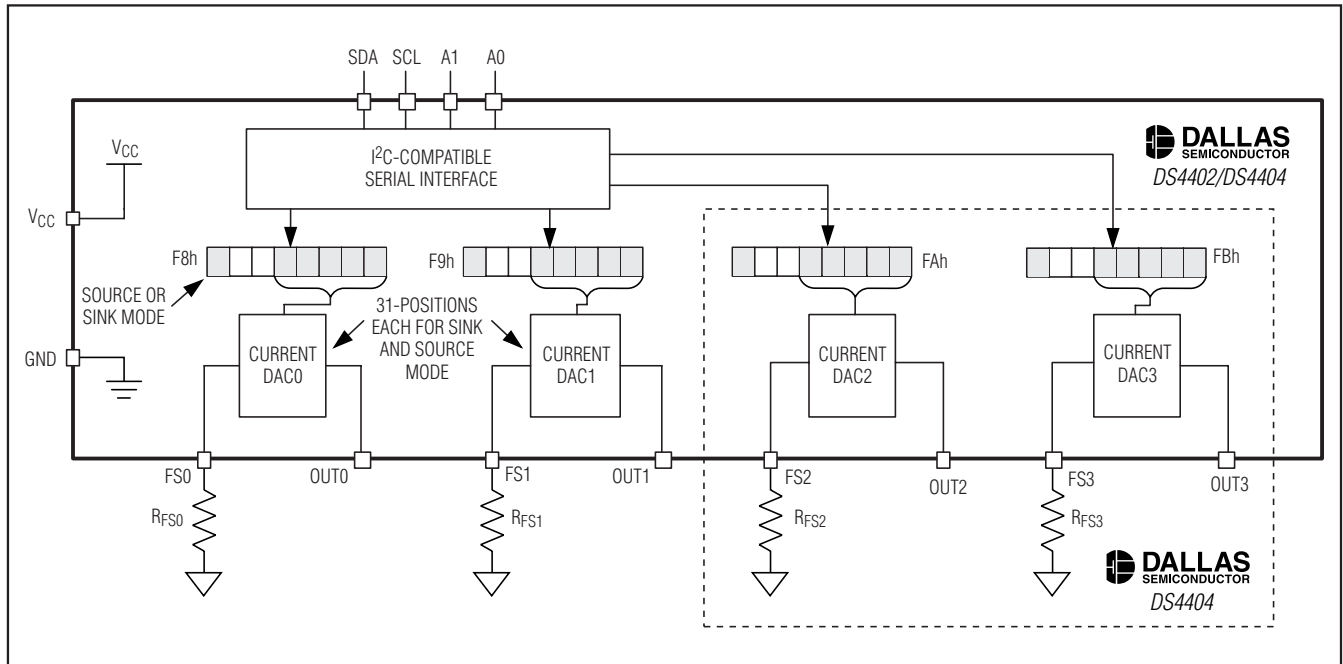 SDA SCL A1 A0
DALLAS
SEMICONDUCTOR
DS4402/DS4404
VCC
VCC
I²C-COMPATIBLE
SERIAL INTERFACE
F8h
F9h
FAh
FBh
SOURCE OR
SINK MODE
31-POSITIONS
EACH FOR SINK
AND SOURCE
MODE
GND
CURRENT
DAC0
CURRENT
DAC1
CURRENT
DAC2
CURRENT
DAC3
FS0 OUT0 FS1 OUT1 FS2 OUT2 FS3 OUT3
RFS0 RFS1 RFS2 RFS3
DALLAS
SEMICONDUCTOR
DS4404